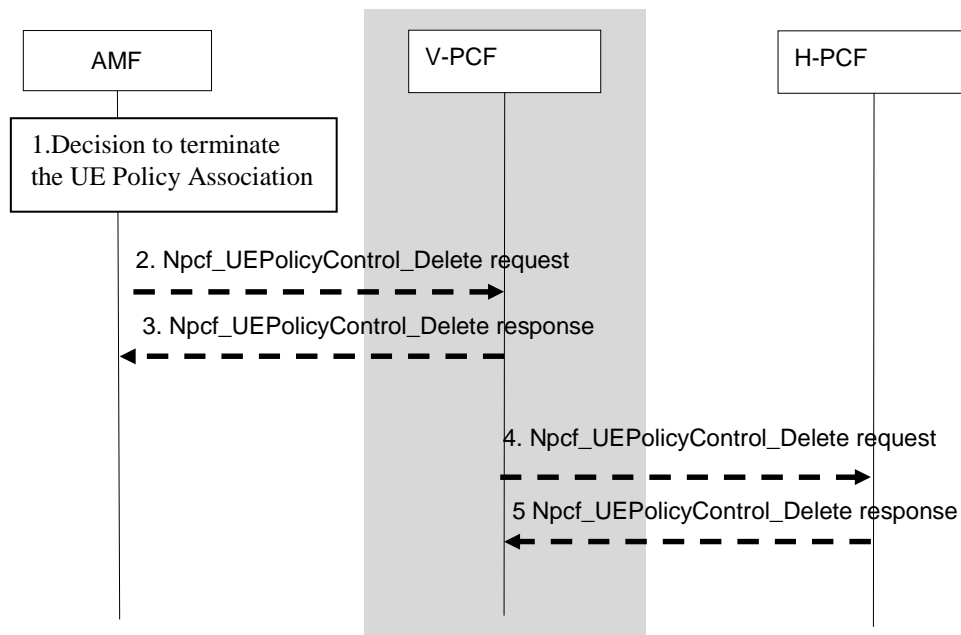 AMF
V-PCF
H-PCF
1.Decision to terminate
the UE Policy Association
2. Npcf_UEPolicyControl_Delete request
3. Npcf_UEPolicyControl_Delete response
4. Npcf_UEPolicyControl_Delete request
5 Npcf_UEPolicyControl_Delete response